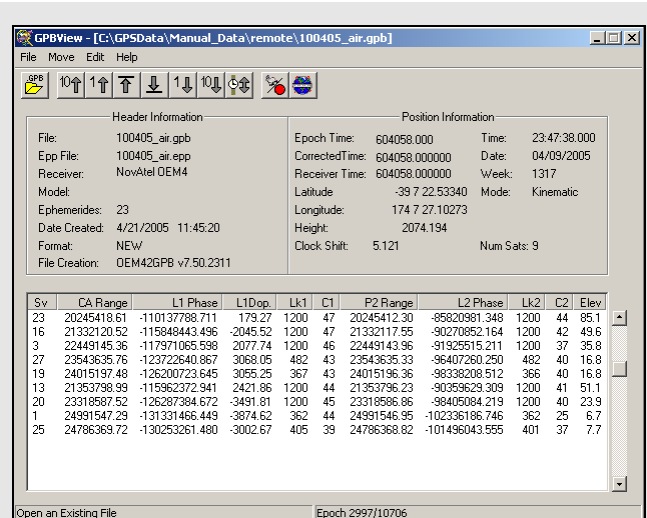 GPBView - [C:\GPSData\Manual_Data\remote\100405_air.gpb]
File Move Edit Help
.GPB 10 1 1 10
Header Information
File: 100405_air.gpb
Epp File: 100405_air.epp
Receiver: NovAtel OEM4
Model:
Ephemerides: 23
Date Created: 4/21/2005 11:45:20
Format: NEW
File Creation: OEM42GPB v7.50.2311
Position Information
Epoch Time: 604058.000 Time: 23:47:38.000
CorrectedTime: 604058.000000 Date: 04/09/2005
Receiver Time: 604058.000000 Week: 1317
Latitude -39 7 22.53340 Mode: Kinematic
Longitude: 174 7 27.10273
Height: 2074.194
Clock Shift: 5.121 Num Sats: 9
Sv CA Range L1 Phase L1Dop. Lk1 C1 P2 Range L2 Phase Lk2 C2 Elev
23 20245418.61 -110137788.711 179.27 1200 47 20245412.30 -85820981.348 1200 44 85.1
16 21332120.52 -115848443.496 -2045.52 1200 47 21332117.55 -90270852.164 1200 42 49.6
3 22449145.36 -117971065.598 2077.74 1200 46 22449143.96 -91925515.211 1200 37 35.8
27 23543635.76 -123722640.867 3068.05 482 43 23543635.33 -96407260.250 482 40 16.8
19 24015197.48 -126200723.645 3055.25 367 43 24015196.36 -98338208.512 366 40 16.8
13 21353798.99 -115962372.941 2421.86 1200 44 21353796.23 -90359629.309 1200 41 51.1
20 23318587.52 -126287384.672 -3491.81 1200 45 23318586.86 -98405084.219 1200 40 23.9
1 24991547.29 -131331466.449 -3874.62 362 44 24991546.95 -102336186.746 362 25 6.7
25 24786369.72 -130253261.480 -3002.67 405 39 24786368.82 -101496043.555 401 37 7.7
Open an Existing File
Epoch 2997/10706